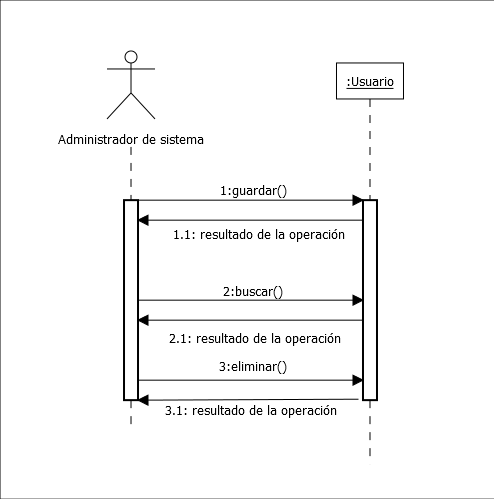 :Usuario
Administrador de sistema
1:guardar()
1.1: resultado de la operación
2:buscar()
2.1: resultado de la operación
3:eliminar()
3.1: resultado de la operación